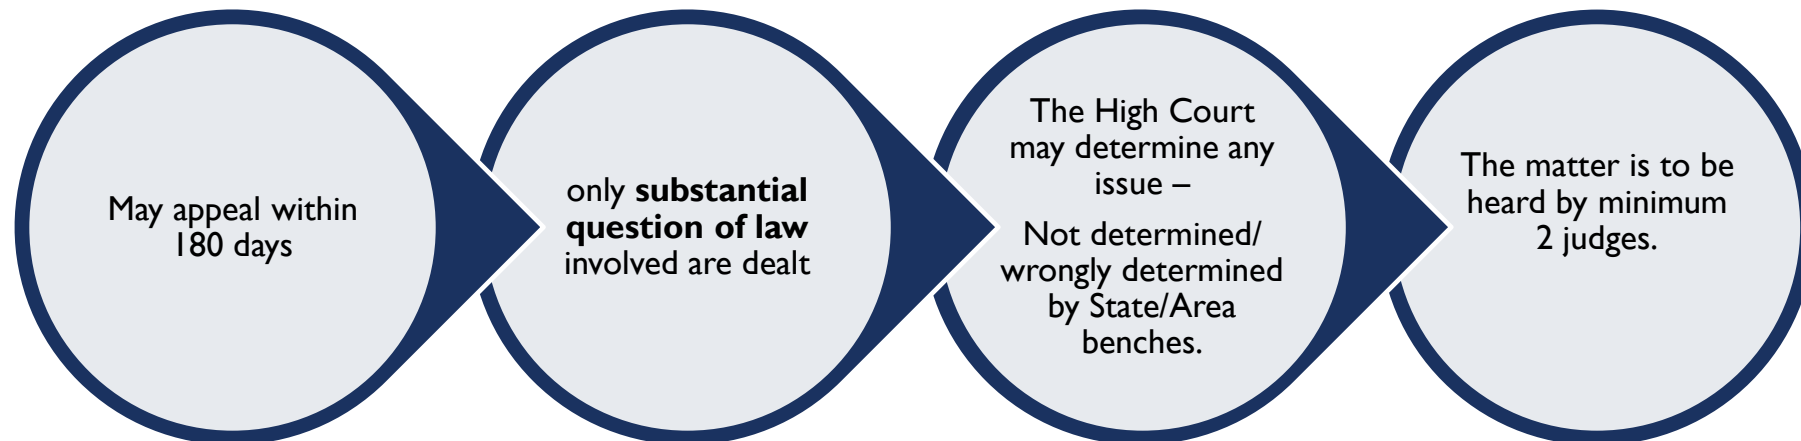 May appeal within
180 days
only substantial
question of law
involved are dealt
The High Court
may determine any
issue –
Not determined/
wrongly determined
by State/Area
benches.
The matter is to be
heard by minimum
2 judges.